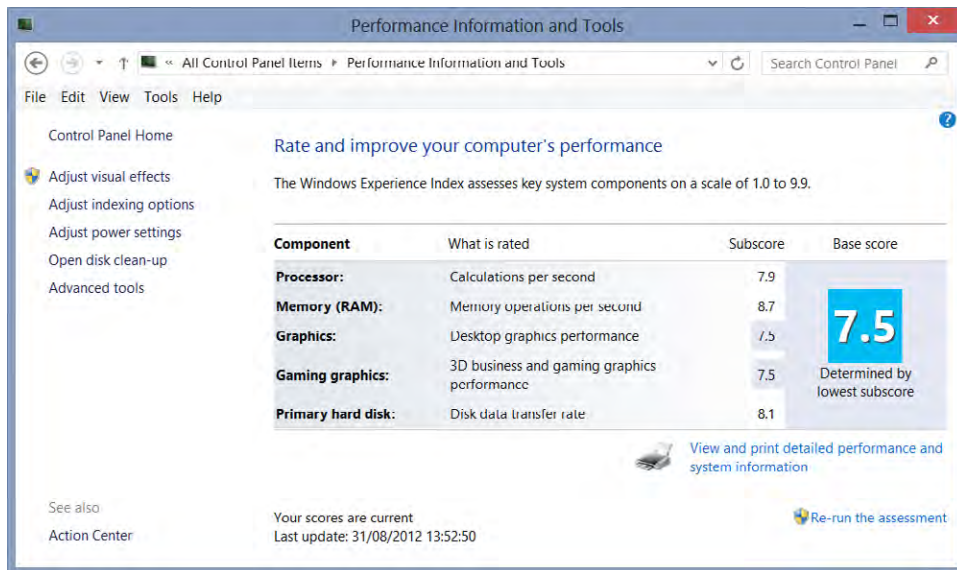 Performance Information and Tools
« All Control Panel Items ▸ Performance Information and Tools
Search Control Panel
File Edit View Tools Help
Control Panel Home
Adjust visual effects
Adjust indexing options
Adjust power settings
Open disk clean-up
Advanced tools
Rate and improve your computer's performance
The Windows Experience Index assesses key system components on a scale of 1.0 to 9.9.
Component What is rated Subscore Base score
Processor: Calculations per second 7.9
Memory (RAM): Memory operations per second 8.7
Graphics: Desktop graphics performance 7.5
Gaming graphics: 3D business and gaming graphics
performance 7.5
Primary hard disk: Disk data transfer rate 8.1
7.5
Determined by
lowest subscore
View and print detailed performance and
system information
See also
Action Center
Your scores are current
Last update: 31/08/2012 13:52:50
Re-run the assessment